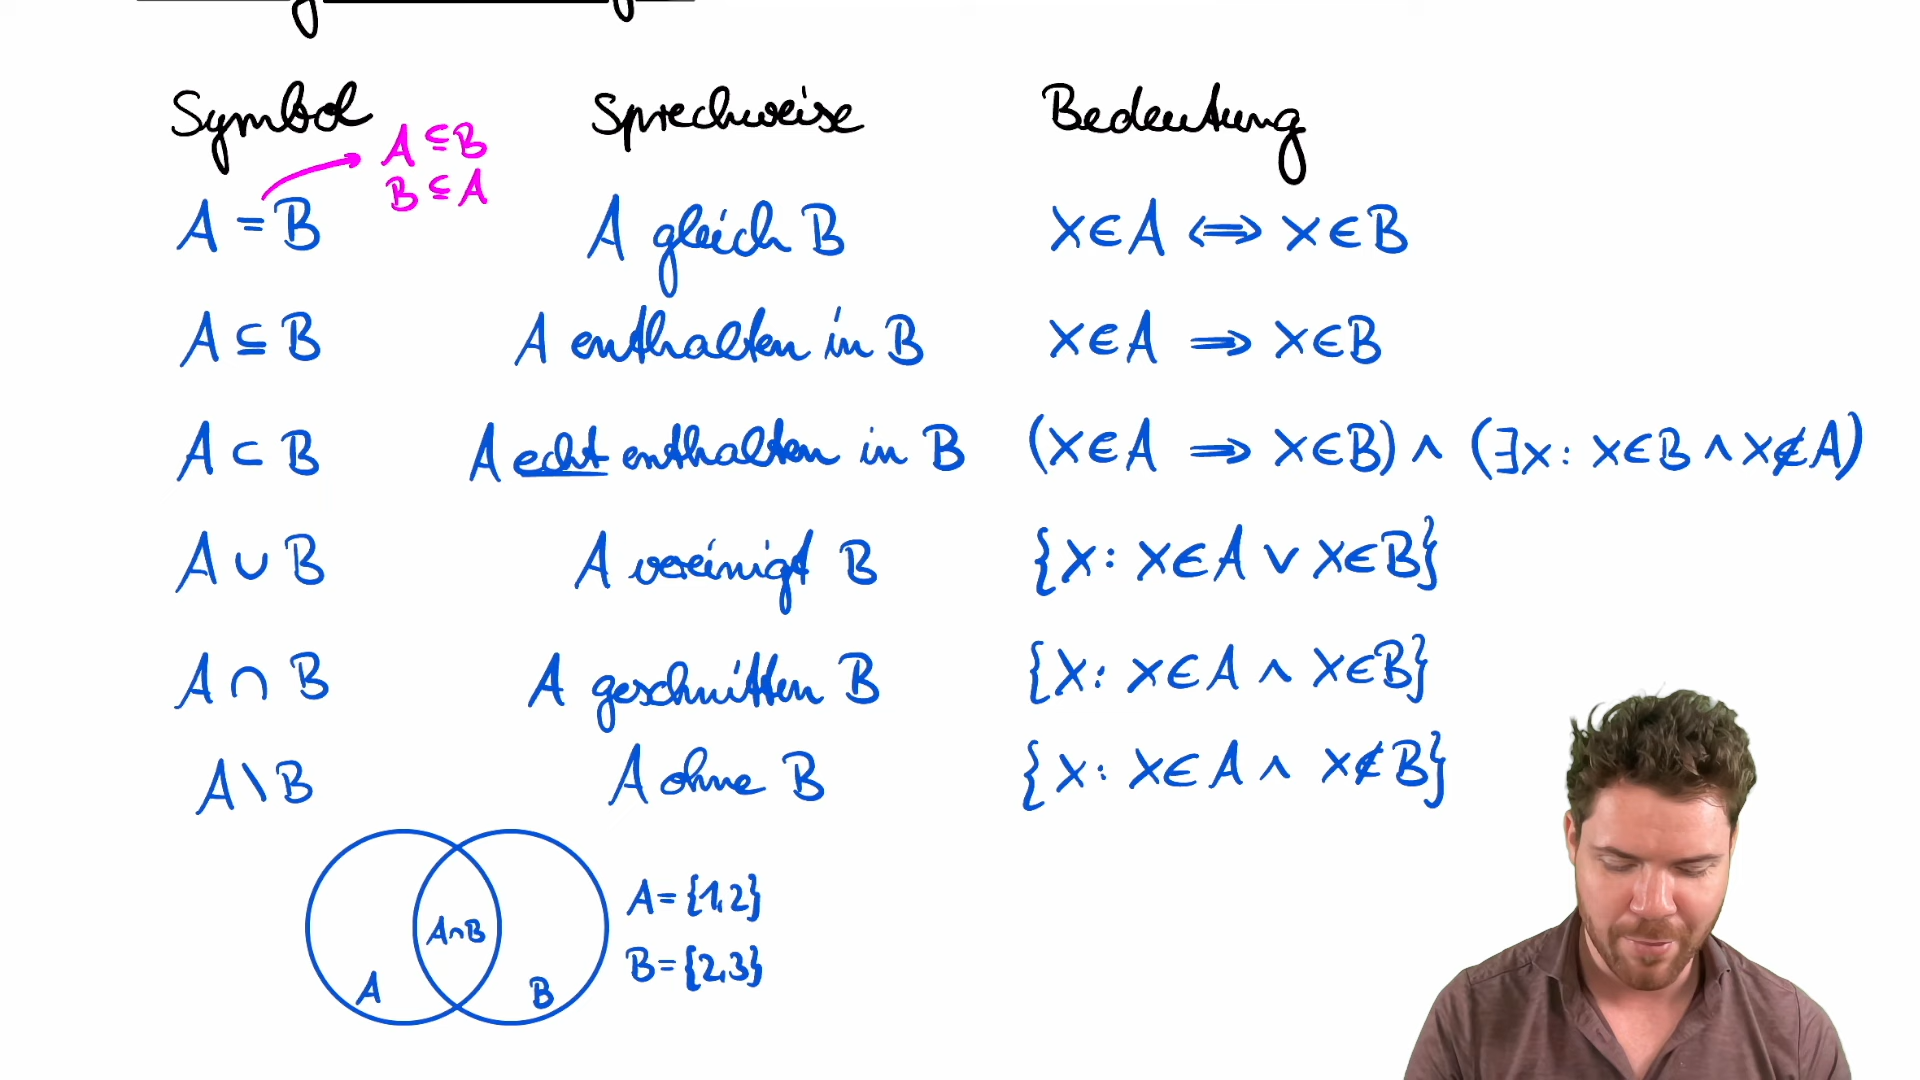 Symbol Sprechweise Bedeutung
A ⊆ B
B ⊆ A
A = B A gleich B x∈A ⟺ x∈B
A ⊆ B A enthalten in B x∈A ⟹ x∈B
A ⊂ B A echt enthalten in B (x∈A ⟹ x∈B) ∧ (∃x: x∈B ∧ x∉A)
A ∪ B A vereinigt B {x: x∈A ∨ x∈B}
A ∩ B A geschnitten B {x: x∈A ∧ x∈B}
A \ B A ohne B {x: x∈A ∧ x∉B}
A={1,2}
A∩B
B={2,3}
A B